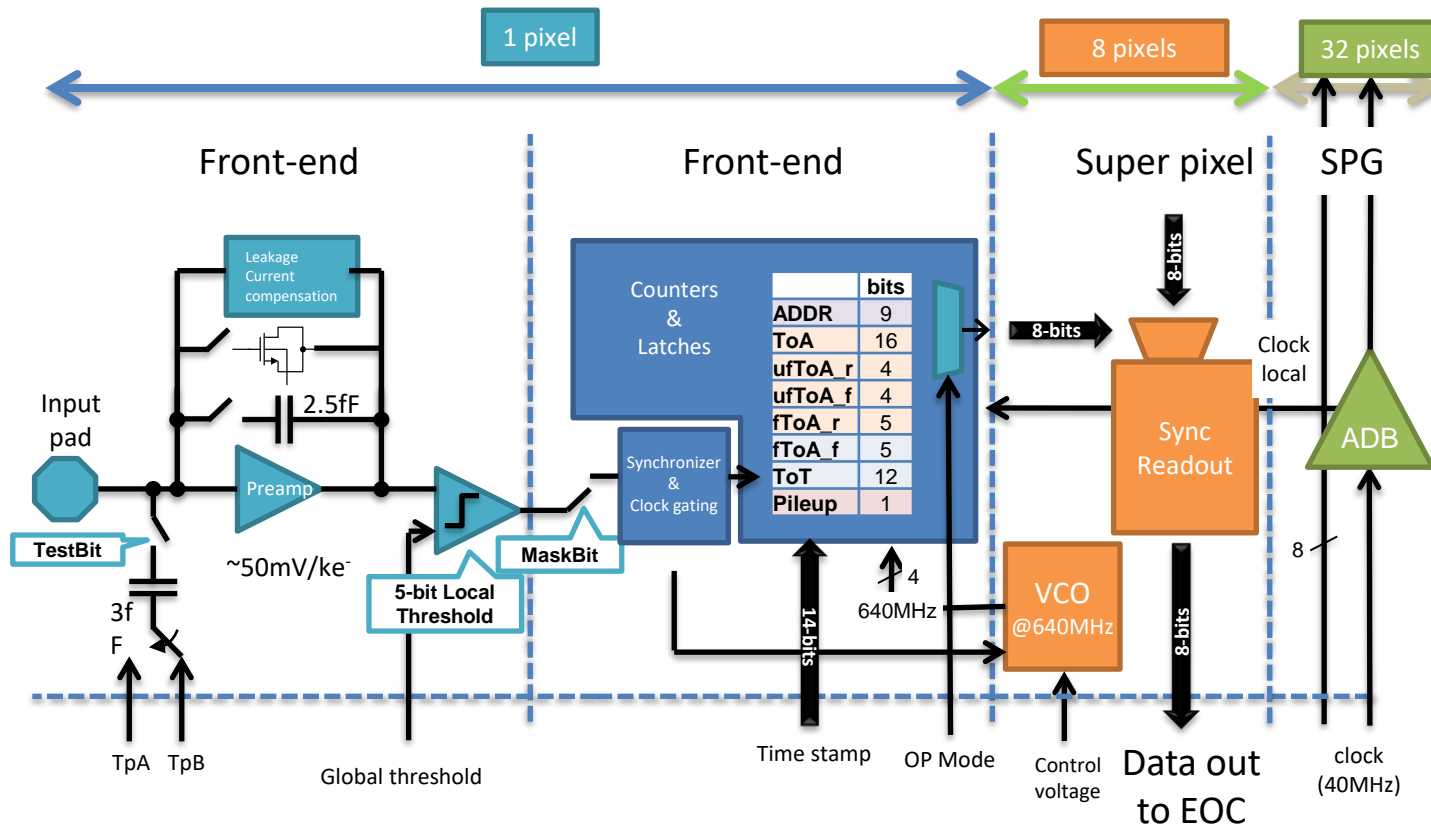 1 pixel
8 pixels
32 pixels
Front-end
Front-end
Super pixel
SPG
Leakage
Current
compensation
2.5fF
Input
pad
Preamp
TestBit
~50mV/ke-
3f
F
5-bit Local
Threshold
MaskBit
TpA
TpB
Global threshold
Counters
&
Latches
Synchronizer
&
Clock gating
bits
ADDR 9
ToA 16
ufToA_r 4
ufToA_f 4
fToA_r 5
fToA_f 5
ToT 12
Pileup 1
14-bits
4
640MHz
Time stamp
OP Mode
8-bits
8-bits
Sync
Readout
VCO
@640MHz
8-bits
Control
voltage
Data out
to EOC
Clock
local
ADB
8
clock
(40MHz)